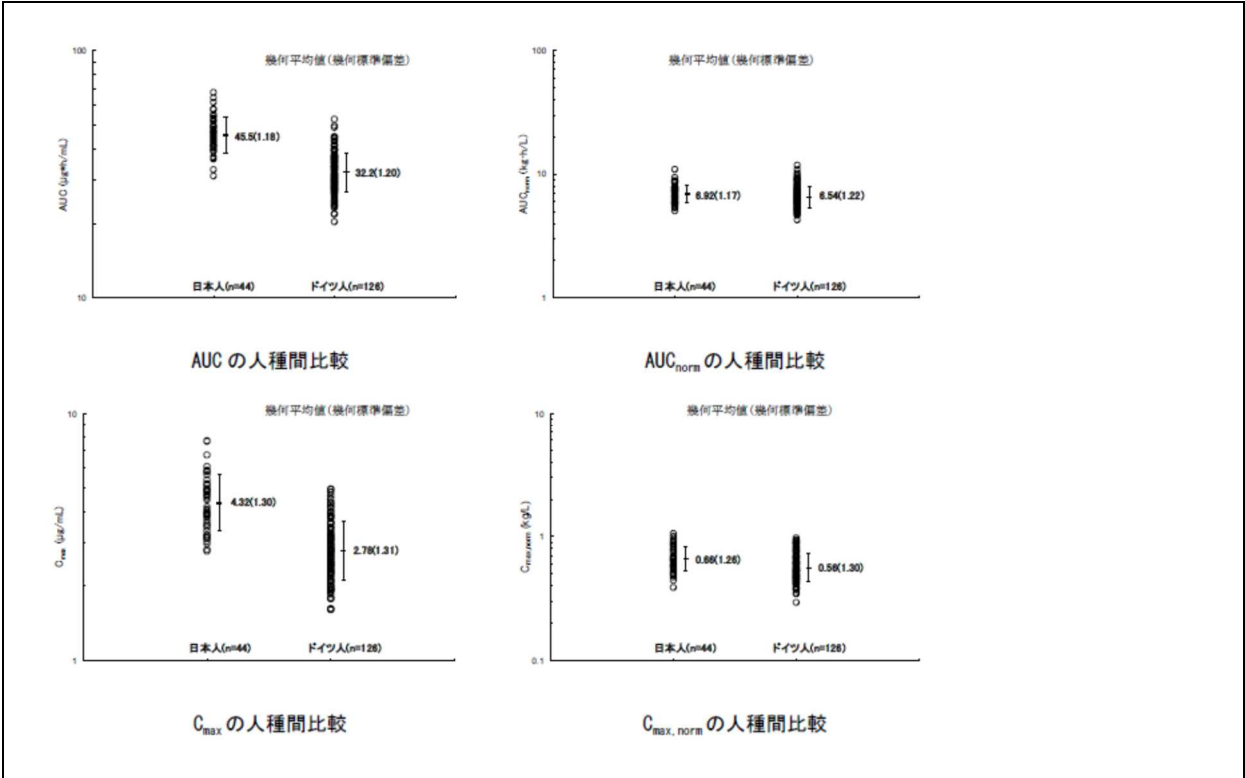 幾何平均値(幾何標準偏差)
100
10
AUC (μg*h/mL)
45.5(1.18)
32.2(1.20)
日本人(n=44)
ドイツ人(n=126)
AUC の人種間比較
幾何平均値(幾何標準偏差)
100
10
1
AUCnorm (kg·h/L)
6.92(1.17)
6.54(1.22)
日本人(n=44)
ドイツ人(n=126)
AUCnorm の人種間比較
幾何平均値(幾何標準偏差)
10
1
Cmax (μg/mL)
4.32(1.30)
2.78(1.31)
日本人(n=44)
ドイツ人(n=126)
Cmax の人種間比較
幾何平均値(幾何標準偏差)
10
1
0.1
Cmax,norm (kg/L)
0.66(1.26)
0.56(1.30)
日本人(n=44)
ドイツ人(n=126)
Cmax, norm の人種間比較